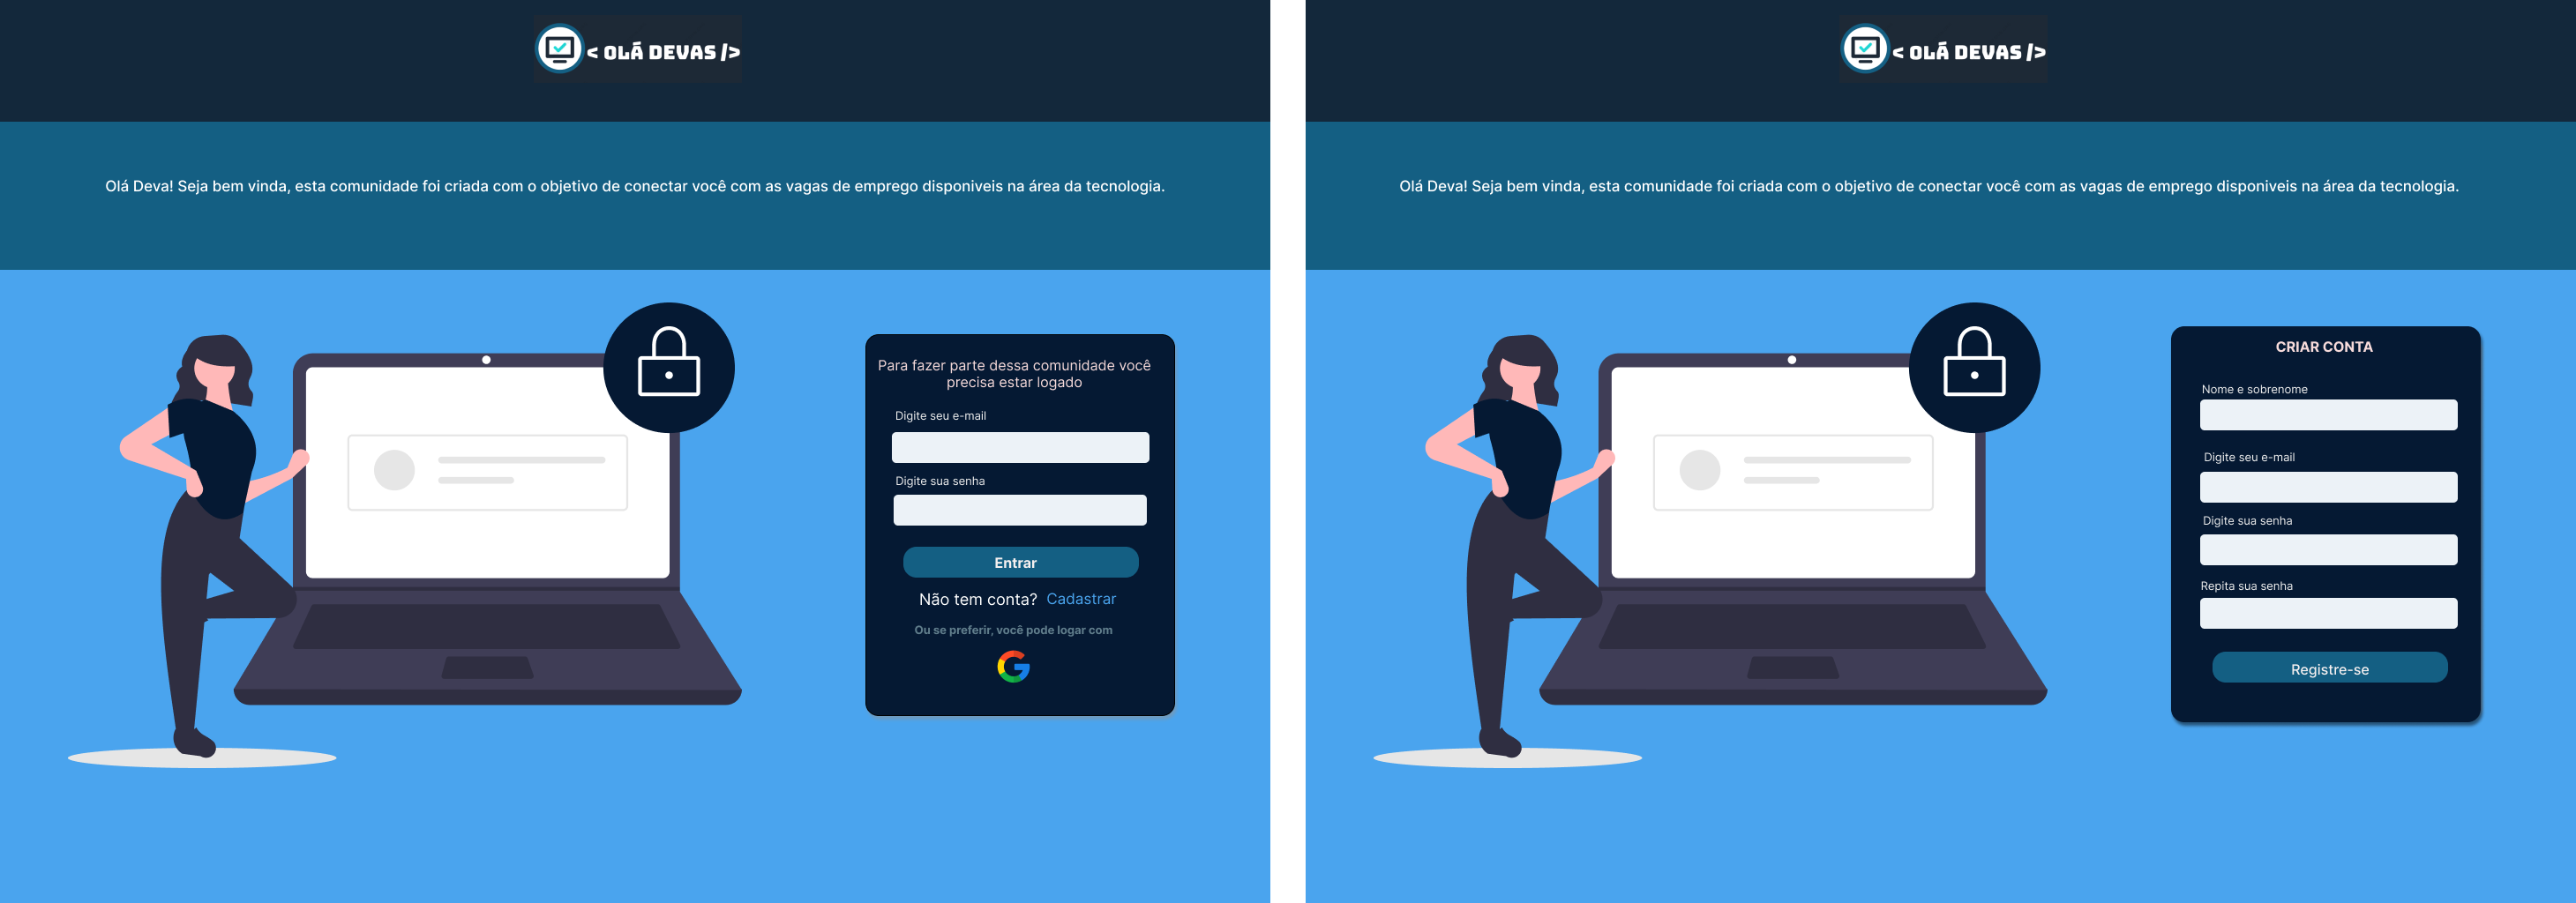 < OLÁ DEVAS />
Olá Deva! Seja bem vinda, esta comunidade foi criada com o objetivo de conectar você com as vagas de emprego disponiveis na área da tecnologia.
Para fazer parte dessa comunidade você
precisa estar logado
Digite seu e-mail
Digite sua senha
Entrar
Não tem conta? Cadastrar
Ou se preferir, você pode logar com
< OLÁ DEVAS />
Olá Deva! Seja bem vinda, esta comunidade foi criada com o objetivo de conectar você com as vagas de emprego disponiveis na área da tecnologia.
CRIAR CONTA
Nome e sobrenome
Digite seu e-mail
Digite sua senha
Repita sua senha
Registre-se